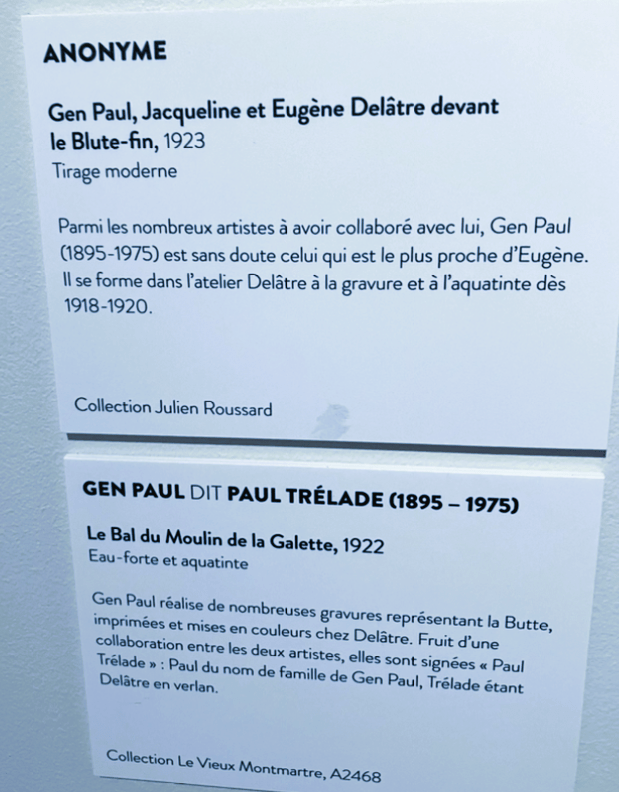 ANONYME
Gen Paul, Jacqueline et Eugène Delâtre devant
le Blute-fin, 1923
Tirage moderne
Parmi les nombreux artistes à avoir collaboré avec lui, Gen Paul
(1895-1975) est sans doute celui qui est le plus proche d'Eugène.
Il se forme dans l'atelier Delâtre à la gravure et à l'aquatinte dès
1918-1920.
Collection Julien Roussard
GEN PAUL DIT PAUL TRÉLADE (1895 – 1975)
Le Bal du Moulin de la Galette, 1922
Eau-forte et aquatinte
Gen Paul réalise de nombreuses gravures représentant la Butte,
imprimées et mises en couleurs chez Delâtre. Fruit d'une
collaboration entre les deux artistes, elles sont signées « Paul
Trélade » : Paul du nom de famille de Gen Paul, Trélade étant
Delâtre en verlan.
Collection Le Vieux Montmartre, A2468